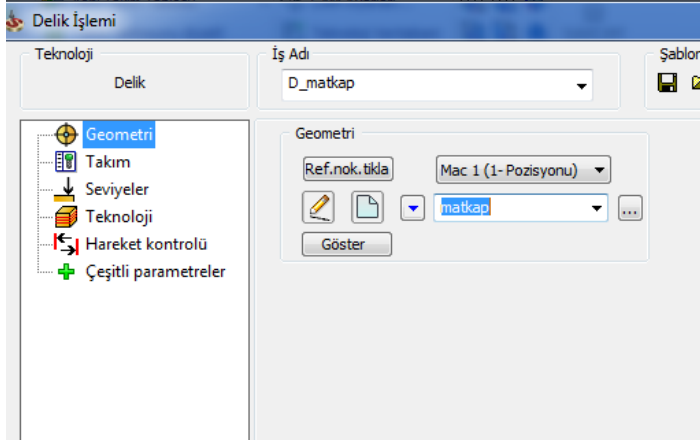 Delik İşlemi
Teknoloji
Delik
İş Adı
D_matkap
Şablon
Geometri
Takım
Seviyeler
Teknoloji
Hareket kontrolü
Çeşitli parametreler
Geometri
Ref.nok.tikla
Mac 1 (1- Pozisyonu)
matkap
...
Göster